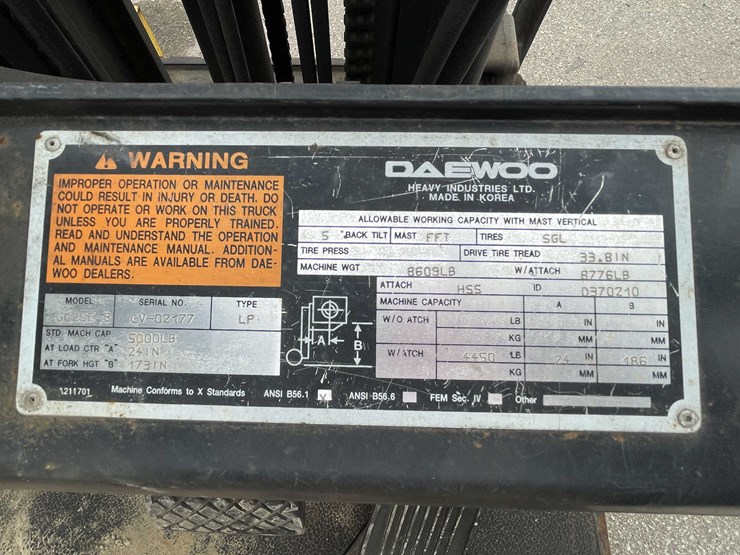 WARNING
IMPROPER OPERATION OR MAINTENANCE
COULD RESULT IN INJURY OR DEATH. DO
NOT OPERATE OR WORK ON THIS TRUCK
UNLESS YOU ARE PROPERLY TRAINED.
READ AND UNDERSTAND THE OPERATION
AND MAINTENANCE MANUAL. ADDITION-
AL MANUALS ARE AVAILABLE FROM DAE-
WOO DEALERS.
MODEL SERIAL NO. TYPE
CV-02177 LP
STD. MACH CAP 5000LB
AT LOAD CTR "A" 24IN
AT FORK HGT "B" 173IN
DAEWOO
HEAVY INDUSTRIES LTD.
MADE IN KOREA
ALLOWABLE WORKING CAPACITY WITH MAST VERTICAL
5 °BACK TILT MAST FFT TIRES SGL
TIRE PRESS DRIVE TIRE TREAD 33.8IN
MACHINE WGT 8609LB W/ATTACH 8776LB
ATTACH HSS ID D370210
MACHINE CAPACITY A B
W/O ATCH LB IN IN
KG MM MM
W/ATCH 4450 LB 24 IN 186 IN
KG MM MM
A
B
A211701 Machine Conforms to X Standards ANSI B56.1 ANSI B56.6 FEM Sec. IV Other